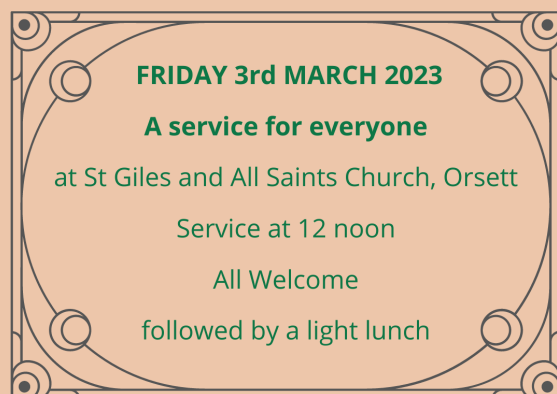 FRIDAY 3rd MARCH 2023
A service for everyone
at St Giles and All Saints Church, Orsett
Service at 12 noon
All Welcome
followed by a light lunch